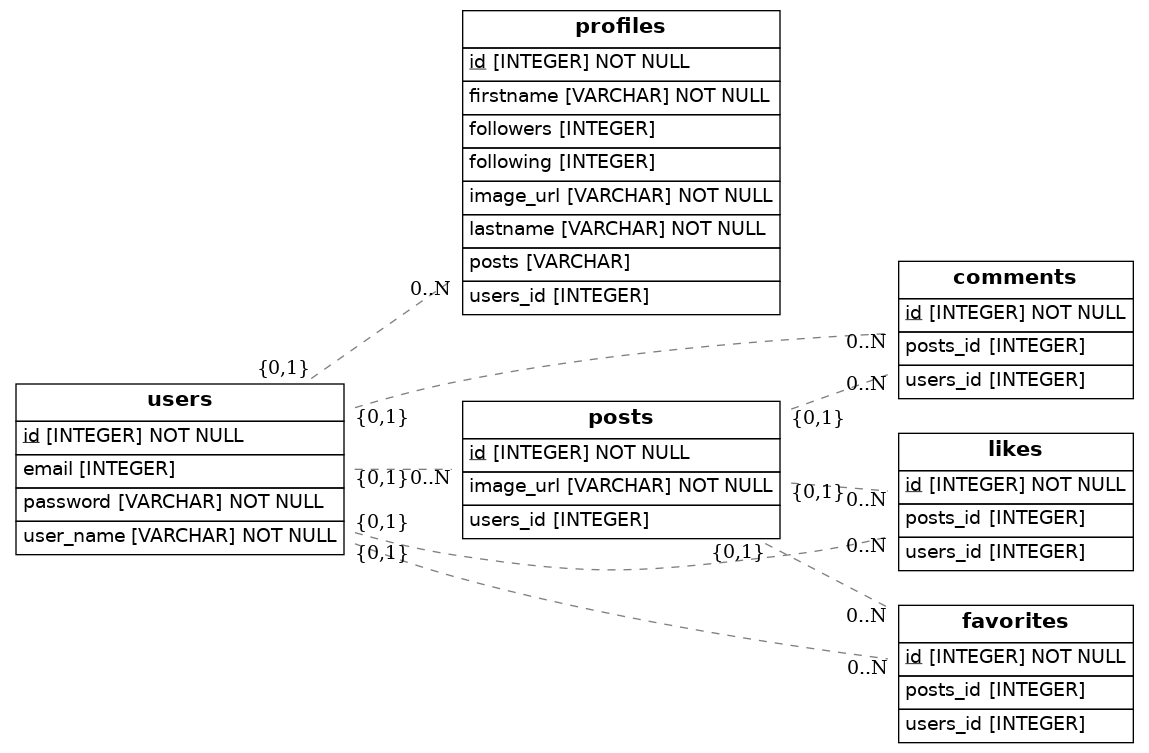 profiles
id [INTEGER] NOT NULL
firstname [VARCHAR] NOT NULL
followers [INTEGER]
following [INTEGER]
image_url [VARCHAR] NOT NULL
lastname [VARCHAR] NOT NULL
posts [VARCHAR]
users_id [INTEGER]
0..N
{0,1}
users
id [INTEGER] NOT NULL
email [INTEGER]
password [VARCHAR] NOT NULL
user_name [VARCHAR] NOT NULL
{0,1}
{0,1}
0..N
{0,1}
{0,1}
posts
id [INTEGER] NOT NULL
image_url [VARCHAR] NOT NULL
users_id [INTEGER]
{0,1}
{0,1}
{0,1}
0..N
0..N
0..N
0..N
0..N
0..N
comments
id [INTEGER] NOT NULL
posts_id [INTEGER]
users_id [INTEGER]
likes
id [INTEGER] NOT NULL
posts_id [INTEGER]
users_id [INTEGER]
favorites
id [INTEGER] NOT NULL
posts_id [INTEGER]
users_id [INTEGER]